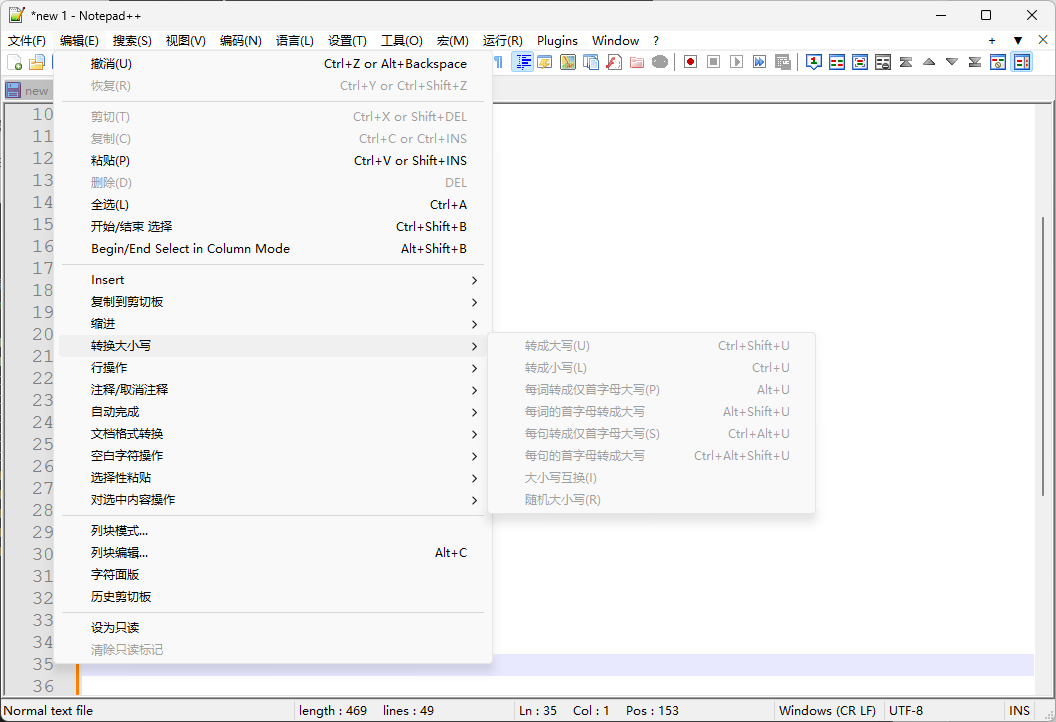 *new 1 - Notepad++
文件(F) 编辑(E) 搜索(S) 视图(V) 编码(N) 语言(L) 设置(T) 工具(O) 宏(M) 运行(R) Plugins Window ?
new
撤消(U) Ctrl+Z or Alt+Backspace
恢复(R) Ctrl+Y or Ctrl+Shift+Z
剪切(T) Ctrl+X or Shift+DEL
复制(C) Ctrl+C or Ctrl+INS
粘贴(P) Ctrl+V or Shift+INS
删除(D) DEL
全选(L) Ctrl+A
开始/结束 选择 Ctrl+Shift+B
Begin/End Select in Column Mode Alt+Shift+B
Insert
复制到剪切板
缩进
转换大小写
行操作
注释/取消注释
自动完成
文档格式转换
空白字符操作
选择性粘贴
对选中内容操作
列块模式...
列块编辑... Alt+C
字符面版
历史剪切板
设为只读
清除只读标记
转成大写(U) Ctrl+Shift+U
转成小写(L) Ctrl+U
每词转成仅首字母大写(P) Alt+U
每词的首字母转成大写 Alt+Shift+U
每句转成仅首字母大写(S) Ctrl+Alt+U
每句的首字母转成大写 Ctrl+Alt+Shift+U
大小写互换(I)
随机大小写(R)
10
11
12
13
14
15
16
17
18
19
20
21
22
23
24
25
26
27
28
29
30
31
32
33
34
35
36
Normal text file length : 469 lines : 49 Ln : 35 Col : 1 Pos : 153 Windows (CR LF) UTF-8 INS